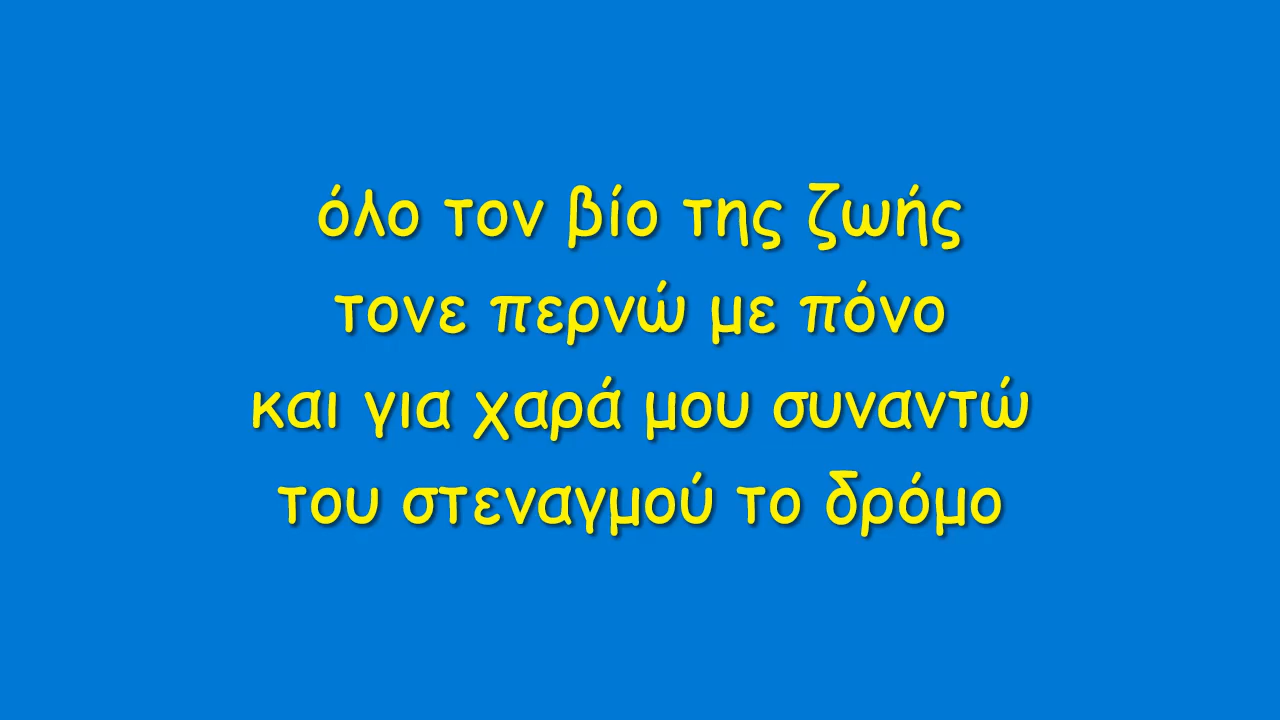 όλο τον βίο της ζωής
τονε περνώ με πόνο
και για χαρά μου συναντώ
του στεναγμού το δρόμο